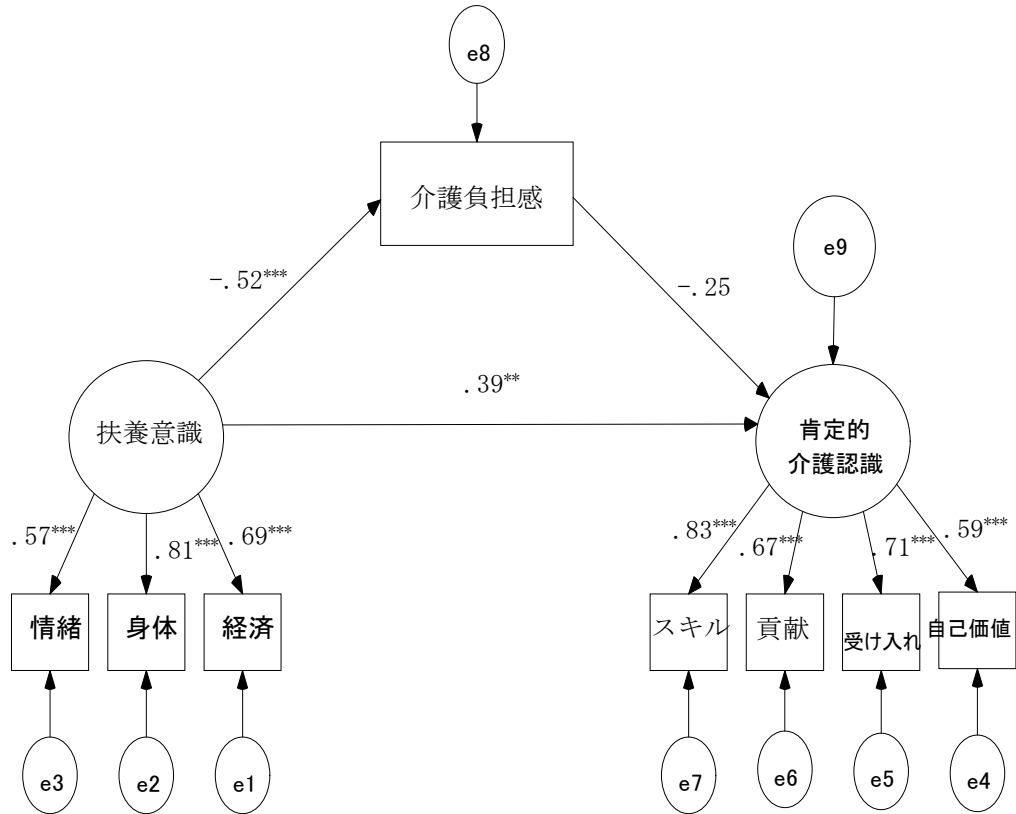 e8
介護負担感
e9
-.52***
-.25
.39**
扶養意識
肯定的
介護認識
.57***
.81***
.69***
.83***
.67***
.71***
.59***
情緒
身体
経済
スキル
貢献
受け入れ
自己価値
e3
e2
e1
e7
e6
e5
e4